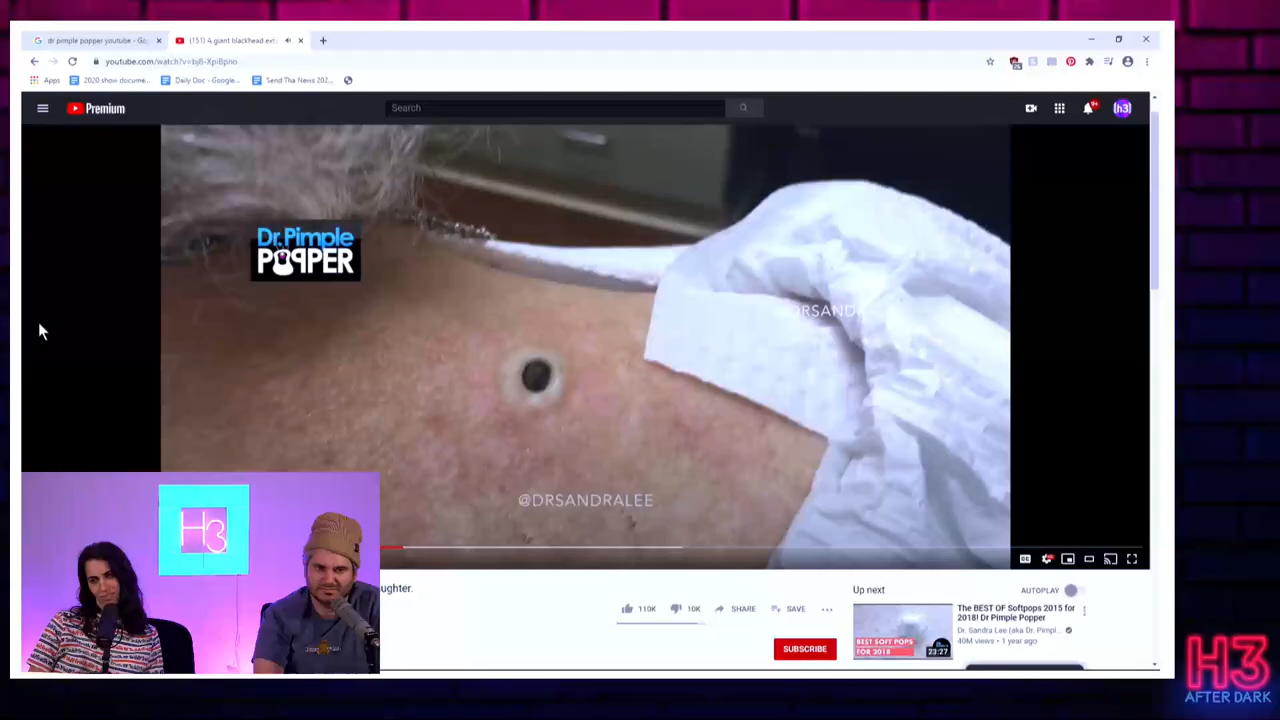 dr pimple popper youtube - Go
(151) A giant blackhead ext
youtube.com/watch?v=bj8-XpiBpno
Apps
2020 show docume...
Daily Doc - Google...
Send Tha News 202...
Premium
Search
9+
h3
Dr.Pimple
POPPER
@DRSANDRALEE
H3
ughter.
110K
10K
SHARE
SAVE
SUBSCRIBE
Up next
AUTOPLAY
The BEST OF Softpops 2015 for
2018! Dr Pimple Popper
Dr. Sandra Lee (aka Dr. Pimpl...
40M views • 1 year ago
BEST SOFT POPS
FOR 2018
23:27
H3
AFTER DARK